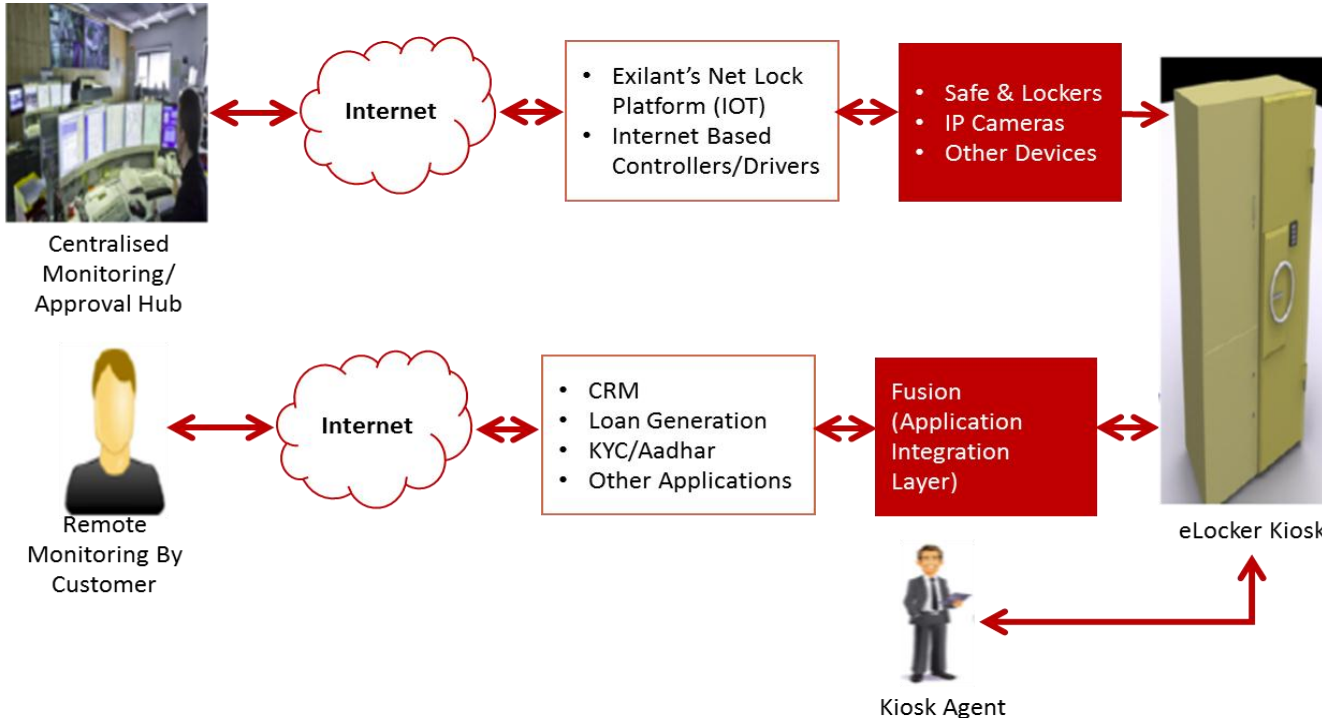 Internet
• Exilant’s Net Lock
Platform (IOT)
• Internet Based
Controllers/Drivers
• Safe & Lockers
• IP Cameras
• Other Devices
Centralised
Monitoring/
Approval Hub
Internet
• CRM
• Loan Generation
• KYC/Aadhar
• Other Applications
Fusion
(Application
Integration
Layer)
Remote
Monitoring By
Customer
eLocker Kiosk
Kiosk Agent